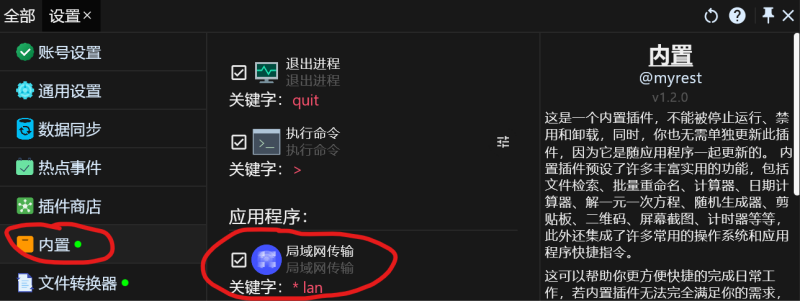 全部 设置×
账号设置
通用设置
数据同步
热点事件
插件商店
内置
文件转换器
退出进程
退出进程
关键字：quit
执行命令
执行命令
关键字：>
应用程序：
局域网传输
局域网传输
关键字：* lan
内置
@myrest
v1.2.0
这是一个内置插件，不能被停止运行、禁
用和卸载，同时，你也无需单独更新此插
件，因为它是随应用程序一起更新的。 内
置插件预设了许多丰富实用的功能，包括
文件检索、批量重命名、计算器、日期计
算器、解一元一次方程、随机生成器、剪
贴板、二维码、屏幕截图、计时器等等，
此外还集成了许多常用的操作系统和应用
程序快捷指令。
这可以帮助你更方便快捷的完成日常工
作，若内置插件无法完全满足你的需求，